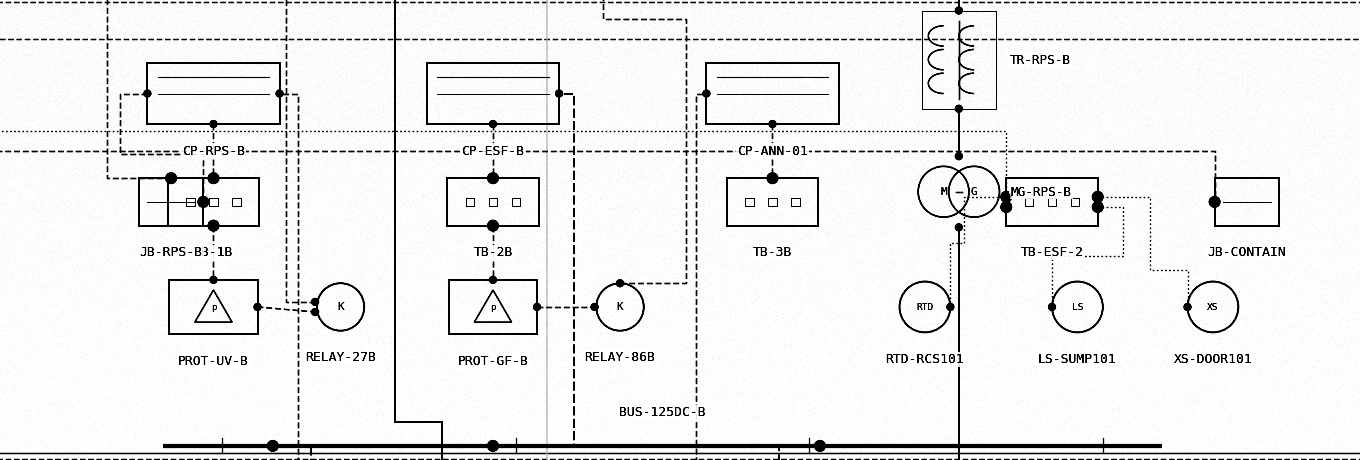 TR-RPS-B
CP-RPS-B
CP-ESF-B
CP-ANN-01
M
G
MG-RPS-B
JB-RPS-B
-1B
TB-2B
TB-3B
TB-ESF-2
JB-CONTAIN
P
K
P
K
RTD
LS
XS
PROT-UV-B
RELAY-27B
PROT-GF-B
RELAY-86B
RTD-RCS101
LS-SUMP101
XS-DOOR101
BUS-125DC-B